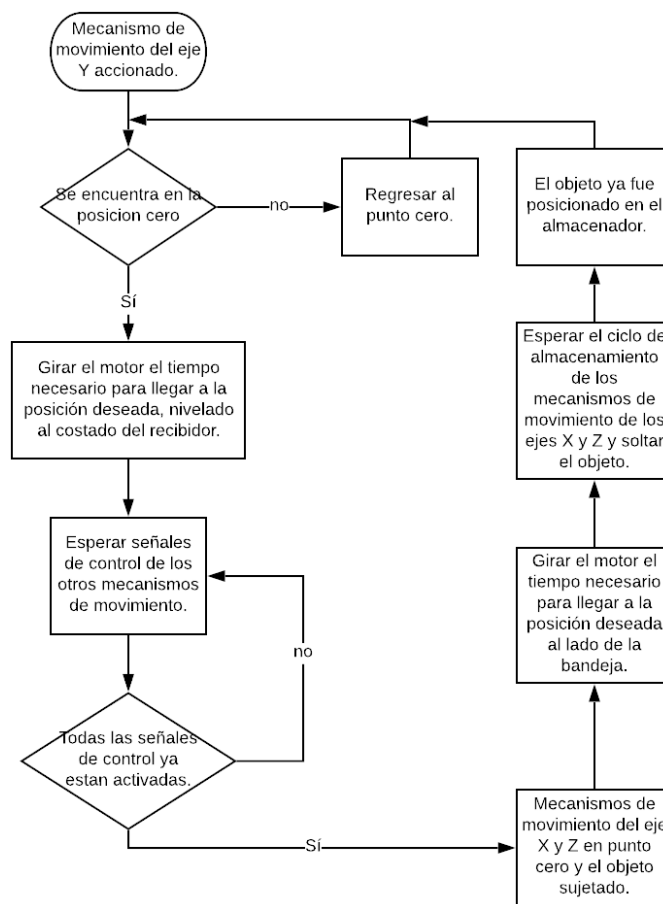 Mecanismo de
movimiento del eje
Y accionado.
Se encuentra en la
posicion cero
no
Regresar al
punto cero.
El objeto ya fue
posicionado en el
almacenador.
Sí
Girar el motor el tiempo
necesario para llegar a la
posición deseada, nivelado
al costado del recibidor.
Esperar el ciclo de
almacenamiento
de los
mecanismos de
movimiento de los
ejes X y Z y soltar
el objeto.
Esperar señales
de control de los
otros mecanismos
de movimiento.
Girar el motor el
tiempo necesario
para llegar a la
posición deseada
al lado de la
bandeja.
no
Todas las señales
de control ya
estan activadas.
Sí
Mecanismos de
movimiento del eje
X y Z en punto
cero y el objeto
sujetado.